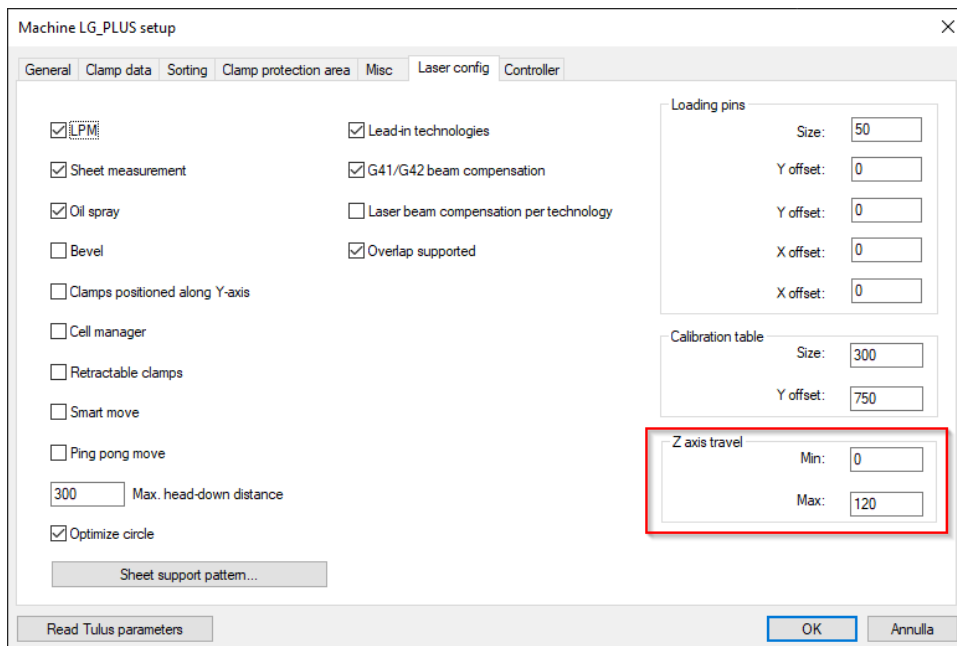 Machine LG_PLUS setup
General Clamp data Sorting Clamp protection area Misc Laser config Controller
LPM
Sheet measurement
Oil spray
Bevel
Clamps positioned along Y-axis
Cell manager
Retractable clamps
Smart move
Ping pong move
300 Max. head-down distance
Optimize circle
Sheet support pattern...
Lead-in technologies
G41/G42 beam compensation
Laser beam compensation per technology
Overlap supported
Loading pins
Size: 50
Y offset: 0
Y offset: 0
X offset: 0
X offset: 0
Calibration table
Size: 300
Y offset: 750
Z axis travel
Min: 0
Max: 120
Read Tulus parameters OK Annulla